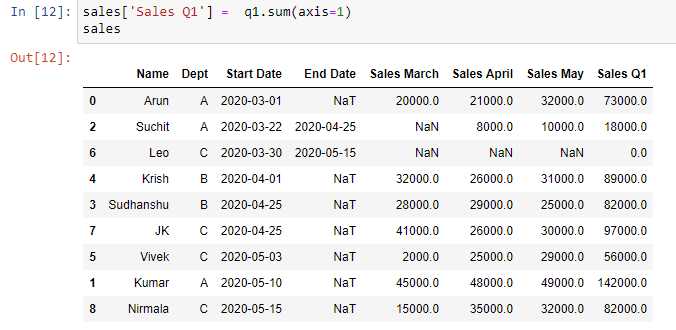 In [12]: sales['Sales Q1'] =  q1.sum(axis=1)
sales
Out[12]:
Name Dept Start Date End Date Sales March Sales April Sales May Sales Q1
0 Arun A 2020-03-01 NaT 20000.0 21000.0 32000.0 73000.0
2 Suchit A 2020-03-22 2020-04-25 NaN 8000.0 10000.0 18000.0
6 Leo C 2020-03-30 2020-05-15 NaN NaN NaN 0.0
4 Krish B 2020-04-01 NaT 32000.0 26000.0 31000.0 89000.0
3 Sudhanshu B 2020-04-25 NaT 28000.0 29000.0 25000.0 82000.0
7 JK C 2020-04-25 NaT 41000.0 26000.0 30000.0 97000.0
5 Vivek C 2020-05-03 NaT 2000.0 25000.0 29000.0 56000.0
1 Kumar A 2020-05-10 NaT 45000.0 48000.0 49000.0 142000.0
8 Nirmala C 2020-05-15 NaT 15000.0 35000.0 32000.0 82000.0